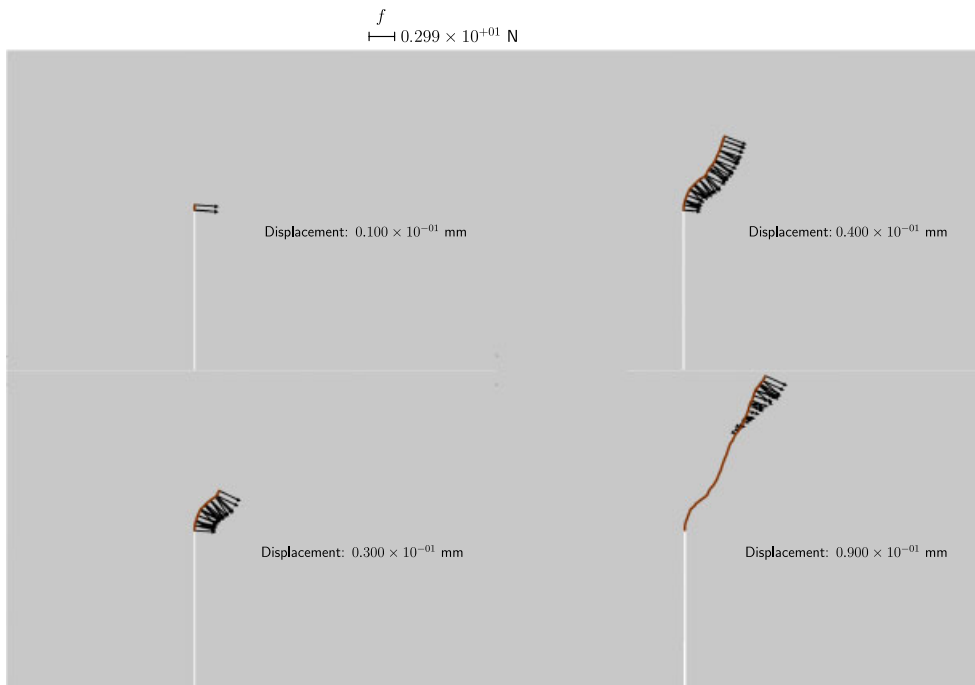 f
0.299 × 10⁺⁰¹ N
Displacement: 0.100 × 10⁻⁰¹ mm
Displacement: 0.400 × 10⁻⁰¹ mm
Displacement: 0.300 × 10⁻⁰¹ mm
Displacement: 0.900 × 10⁻⁰¹ mm